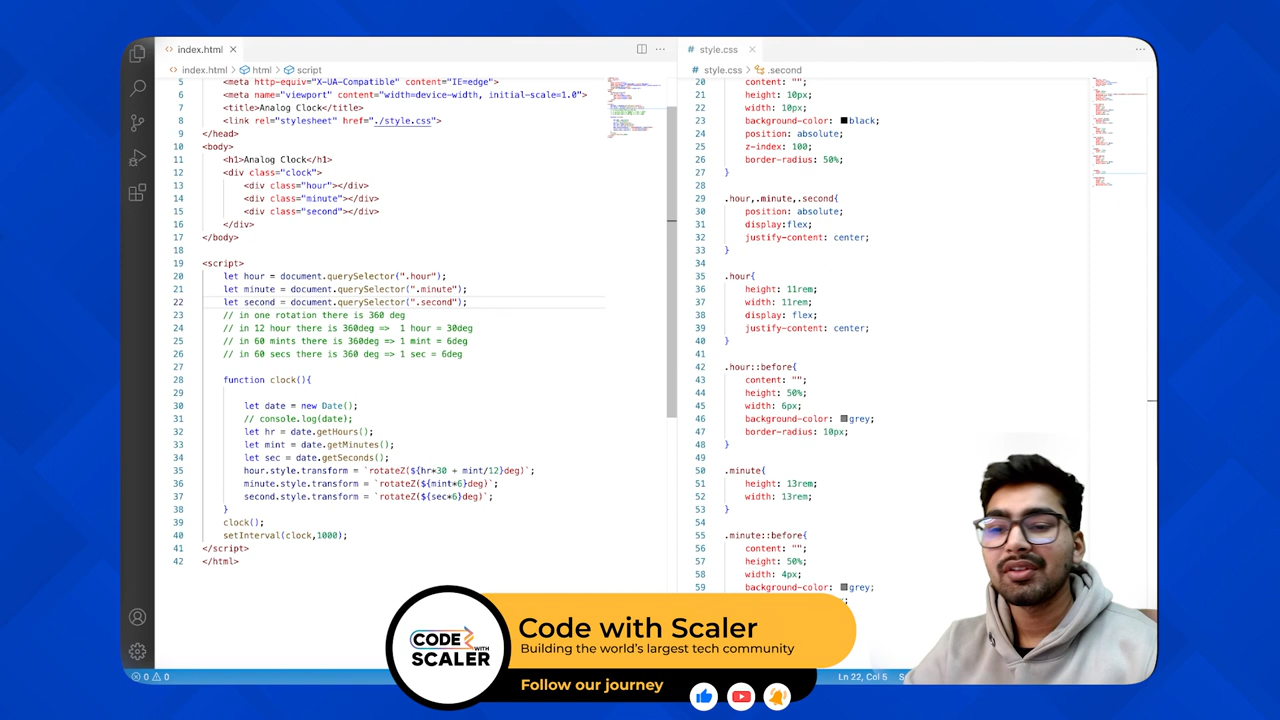 index.html
index.html > html > script
5 <meta http-equiv="X-UA-Compatible" content="IE=edge">
6 <meta name="viewport" content="width=device-width, initial-scale=1.0">
7 <title>Analog Clock</title>
8 <link rel="stylesheet" href="./style.css">
9 </head>
10 <body>
11 <h1>Analog Clock</h1>
12 <div class="clock">
13 <div class="hour"></div>
14 <div class="minute"></div>
15 <div class="second"></div>
16 </div>
17 </body>
18
19 <script>
20 let hour = document.querySelector(".hour");
21 let minute = document.querySelector(".minute");
22 let second = document.querySelector(".second");
23 // in one rotation there is 360 deg
24 // in 12 hour there is 360deg => 1 hour = 30deg
25 // in 60 mints there is 360deg => 1 mint = 6deg
26 // in 60 secs there is 360 deg => 1 sec = 6deg
27
28 function clock(){
29
30 let date = new Date();
31 // console.log(date);
32 let hr = date.getHours();
33 let mint = date.getMinutes();
34 let sec = date.getSeconds();
35 hour.style.transform = `rotateZ(${hr*30 + mint/12}deg)`;
36 minute.style.transform = `rotateZ(${mint*6}deg)`;
37 second.style.transform = `rotateZ(${sec*6}deg)`;
38 }
39 clock();
40 setInterval(clock,1000);
41 </script>
42 </html>
style.css
style.css > .second
20 content: "";
21 height: 10px;
22 width: 10px;
23 background-color: black;
24 position: absolute;
25 z-index: 100;
26 border-radius: 50%;
27 }
28
29 .hour,.minute,.second{
30 position: absolute;
31 display:flex;
32 justify-content: center;
33 }
34
35 .hour{
36 height: 11rem;
37 width: 11rem;
38 display: flex;
39 justify-content: center;
40 }
41
42 .hour::before{
43 content: "";
44 height: 50%;
45 width: 6px;
46 background-color: grey;
47 border-radius: 10px;
48 }
49
50 .minute{
51 height: 13rem;
52 width: 13rem;
53 }
54
55 .minute::before{
56 content: "";
57 height: 50%;
58 width: 4px;
59 background-color: grey;
CODE WITH
SCALER
Code with Scaler
Building the world's largest tech community
Follow our journey
0 0
Ln 22, Col 5